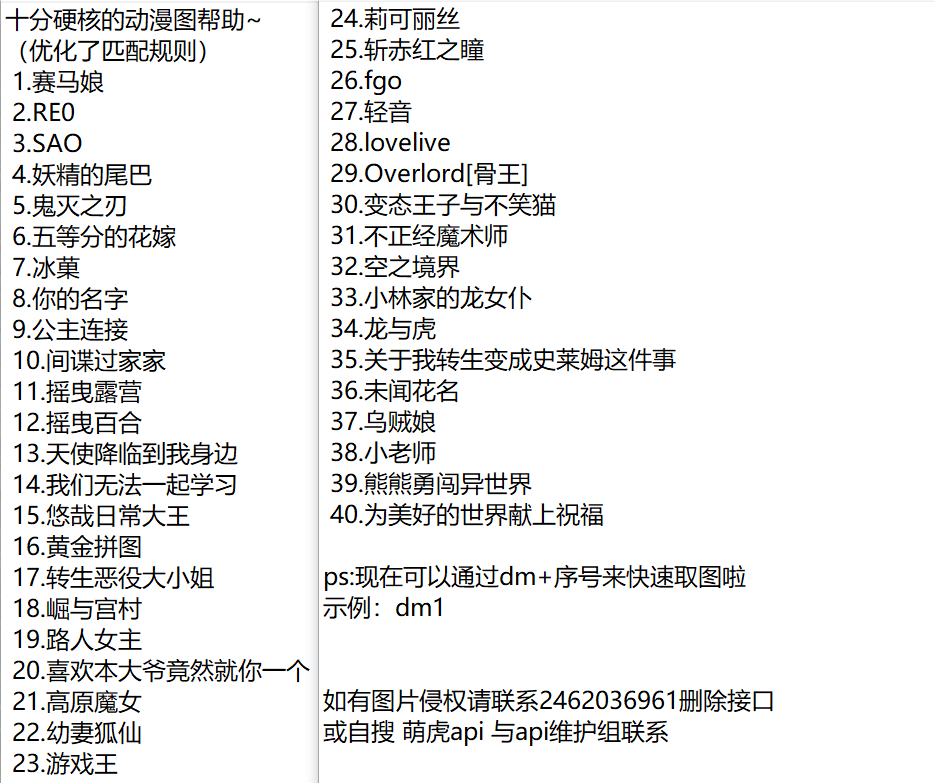 十分硬核的动漫图帮助~
（优化了匹配规则）
1.赛马娘
2.RE0
3.SAO
4.妖精的尾巴
5.鬼灭之刃
6.五等分的花嫁
7.冰菓
8.你的名字
9.公主连接
10.间谍过家家
11.摇曳露营
12.摇曳百合
13.天使降临到我身边
14.我们无法一起学习
15.悠哉日常大王
16.黄金拼图
17.转生恶役大小姐
18.崛与宫村
19.路人女主
20.喜欢本大爷竟然就你一个
21.高原魔女
22.幼妻狐仙
23.游戏王
24.莉可丽丝
25.斩赤红之瞳
26.fgo
27.轻音
28.lovelive
29.Overlord[骨王]
30.变态王子与不笑猫
31.不正经魔术师
32.空之境界
33.小林家的龙女仆
34.龙与虎
35.关于我转生变成史莱姆这件事
36.未闻花名
37.乌贼娘
38.小老师
39.熊熊勇闯异世界
40.为美好的世界献上祝福
ps:现在可以通过dm+序号来快速取图啦
示例：dm1
如有图片侵权请联系2462036961删除接口
或自搜 萌虎api 与api维护组联系